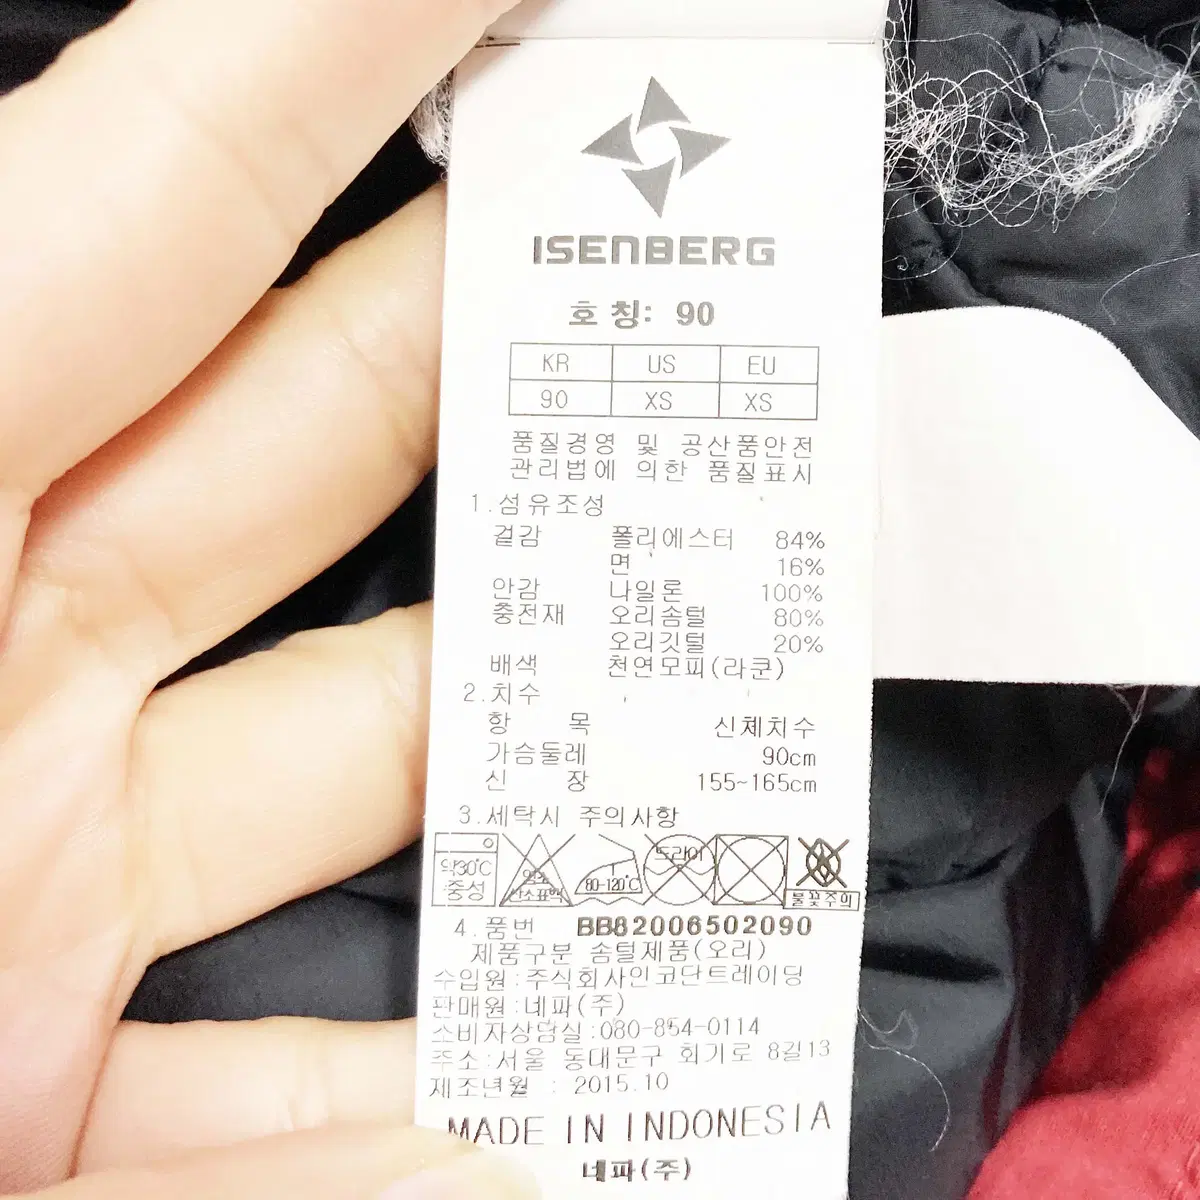 ISENBERG
호 칭: 90
KR US EU
90 XS XS
품질경영 및 공산품안전
관리법에 의한 품질표시
1.섬유조성
겉감 폴리에스터 84%
면 16%
안감 나일론 100%
충전재 오리솜털 80%
오리깃털 20%
배색 천연모피(라쿤)
2.치수
항 목 신체치수
가슴둘레 90cm
신 장 155~165cm
3.세탁시 주의사항
약30℃ 중성
염소 산소표백
80-120℃
드라이
불꽃주의
4.품번 BB82006502090
제품구분 솜털제품(오리)
수입원:주식회사인코단트레이딩
판매원:네파(주)
소비자상담실:080-854-0114
주소:서울 동대문구 회기로 8길13
제조년월 : 2015.10
MADE IN INDONESIA
네파(주)